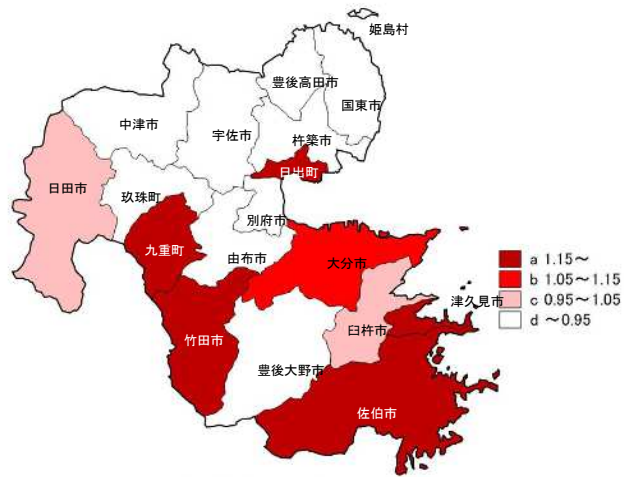 姫島村
豊後高田市
国東市
中津市
宇佐市
杵築市
日出町
日田市
玖珠町
別府市
九重町
由布市
大分市
a 1.15～
b 1.05～1.15
c 0.95～1.05
d ～0.95
津久見市
臼杵市
竹田市
豊後大野市
佐伯市